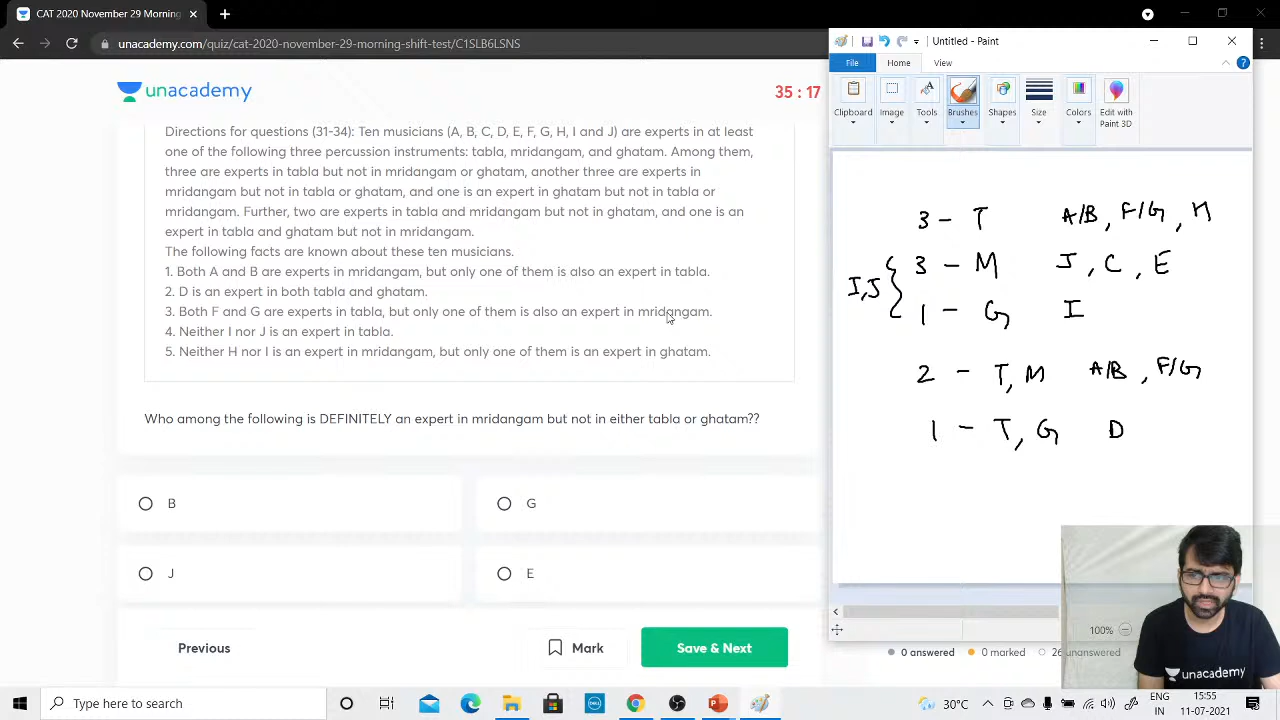 CAT 2020 November 29 Morning
unacademy.com/quiz/cat-2020-november-29-morning-shift-test/C1SLB6LSNS
Untitled - Paint
File Home View
Clipboard Image Tools Brushes Shapes Size Colors Edit with Paint 3D
unacademy
35 : 17
Directions for questions (31-34): Ten musicians (A, B, C, D, E, F, G, H, I and J) are experts in at least
one of the following three percussion instruments: tabla, mridangam, and ghatam. Among them,
three are experts in tabla but not in mridangam or ghatam, another three are experts in
mridangam but not in tabla or ghatam, and one is an expert in ghatam but not in tabla or
mridangam. Further, two are experts in tabla and mridangam but not in ghatam, and one is an
expert in tabla and ghatam but not in mridangam.
The following facts are known about these ten musicians.
1. Both A and B are experts in mridangam, but only one of them is also an expert in tabla.
2. D is an expert in both tabla and ghatam.
3. Both F and G are experts in tabla, but only one of them is also an expert in mridangam.
4. Neither I nor J is an expert in tabla.
5. Neither H nor I is an expert in mridangam, but only one of them is an expert in ghatam.
Who among the following is DEFINITELY an expert in mridangam but not in either tabla or ghatam??
B
G
J
E
Previous
Mark
Save & Next
3 - T A/B, F/G, H
I,J { 3 - M J, C, E
1 - G I
2 - T, M A/B, F/G
1 - T, G D
100%
0 answered 0 marked 26 unanswered
unacademy
Type here to search
30°C
ENG
IN
15:55
11-07-2021